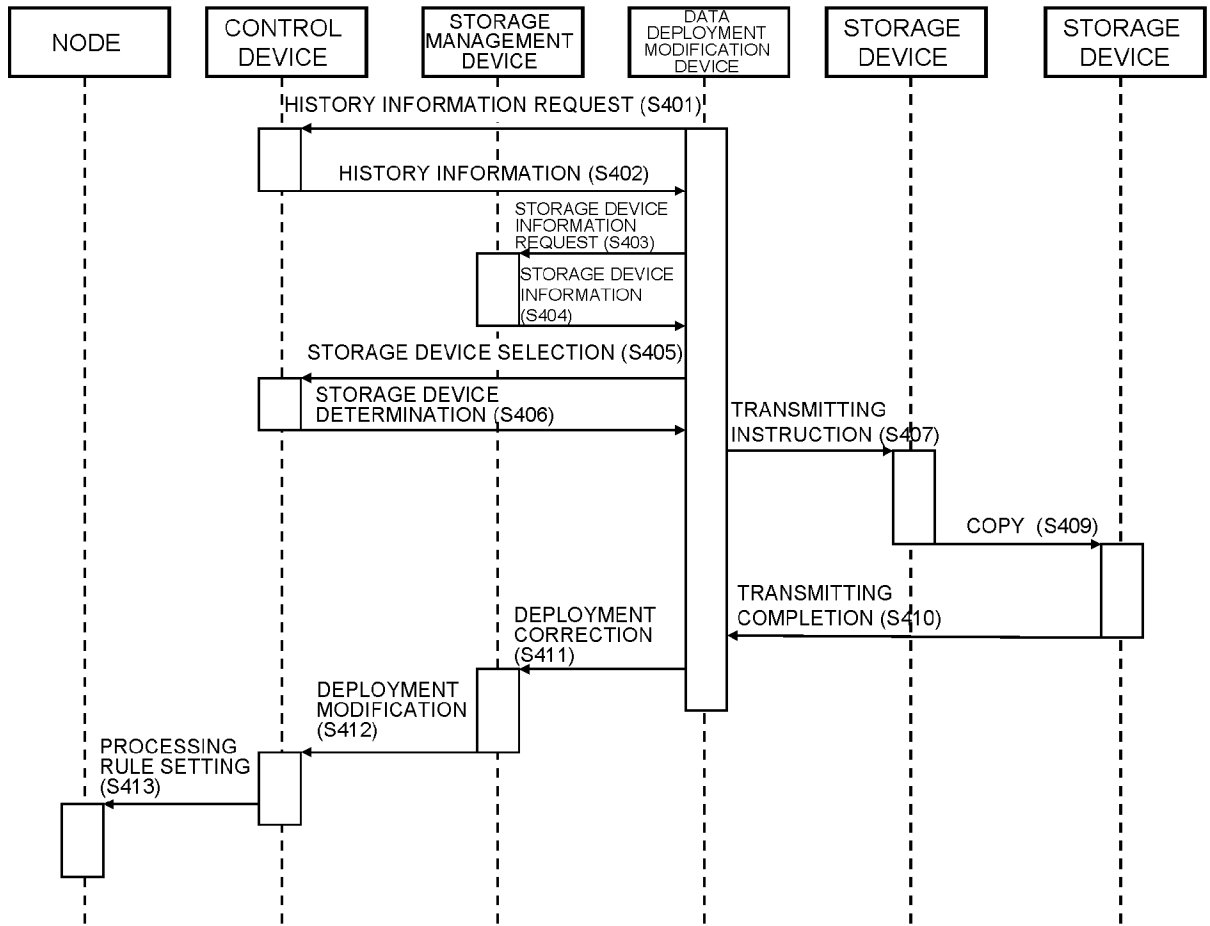 NODE
CONTROL
DEVICE
STORAGE
MANAGEMENT
DEVICE
DATA
DEPLOYMENT
MODIFICATION
DEVICE
STORAGE
DEVICE
STORAGE
DEVICE
HISTORY INFORMATION REQUEST (S401)
HISTORY INFORMATION (S402)
STORAGE DEVICE
INFORMATION
REQUEST (S403)
STORAGE DEVICE
INFORMATION
(S404)
STORAGE DEVICE SELECTION (S405)
STORAGE DEVICE
DETERMINATION (S406)
TRANSMITTING
INSTRUCTION (S407)
COPY (S409)
TRANSMITTING
COMPLETION (S410)
DEPLOYMENT
CORRECTION
(S411)
DEPLOYMENT
MODIFICATION
(S412)
PROCESSING
RULE SETTING
(S413)